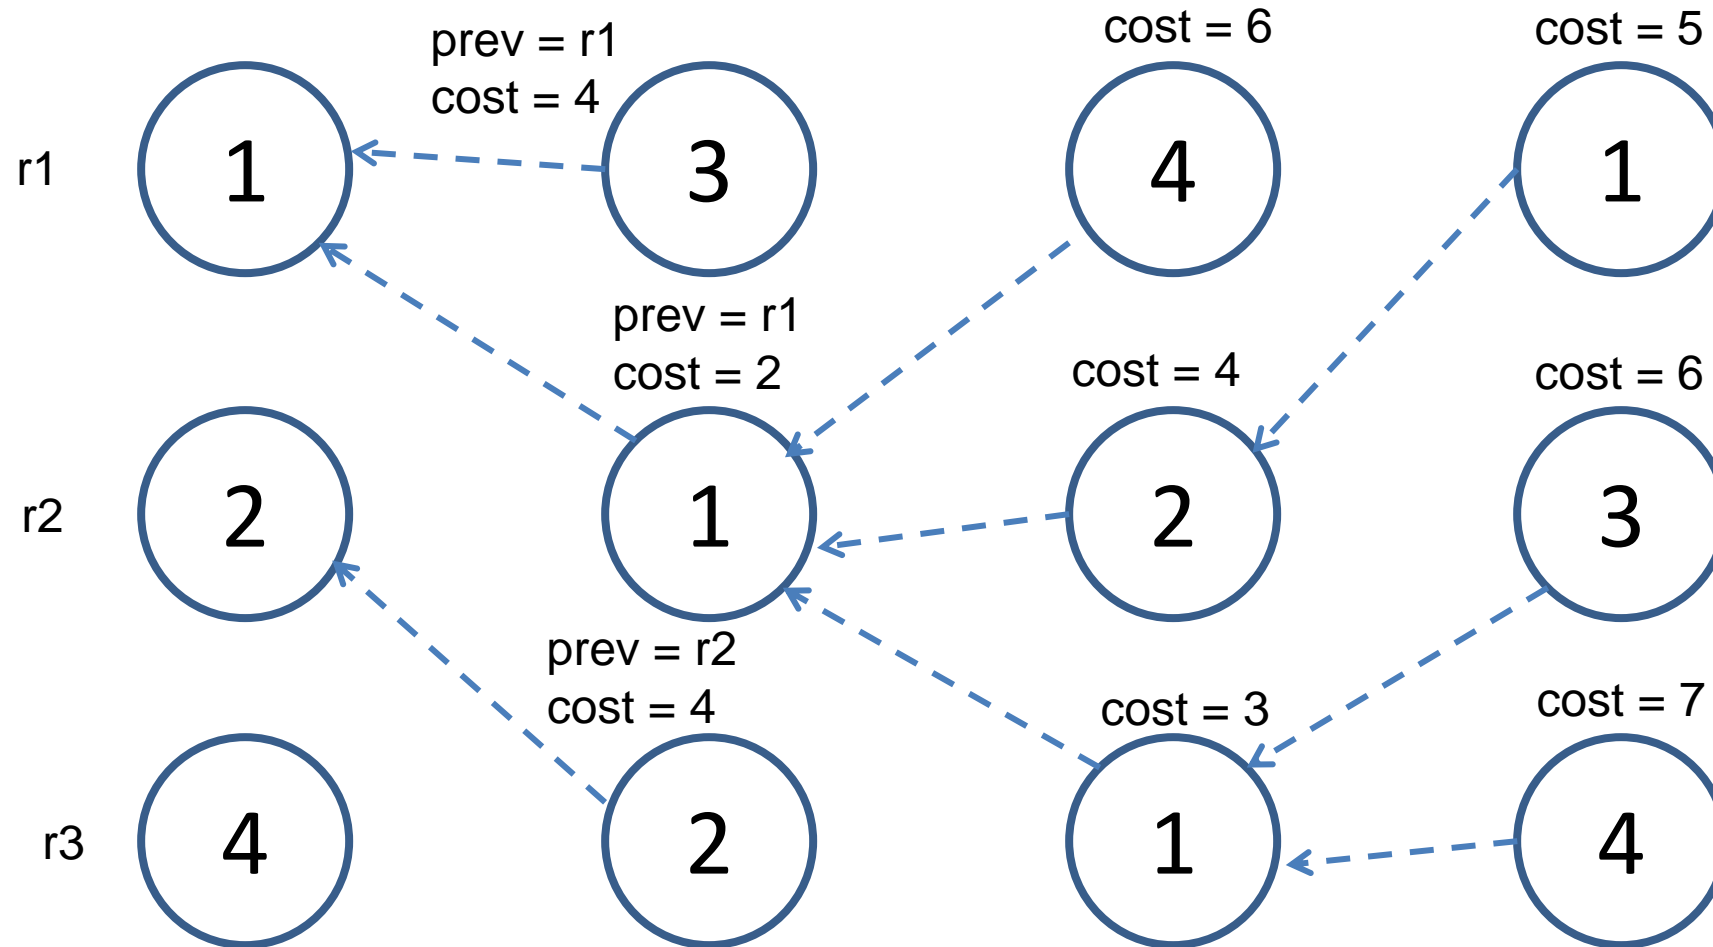 prev = r1
cost = 4
cost = 6
cost = 5
r1
1
3
4
1
prev = r1
cost = 2
cost = 4
cost = 6
r2
2
1
2
3
prev = r2
cost = 4
cost = 3
cost = 7
r3
4
2
1
4